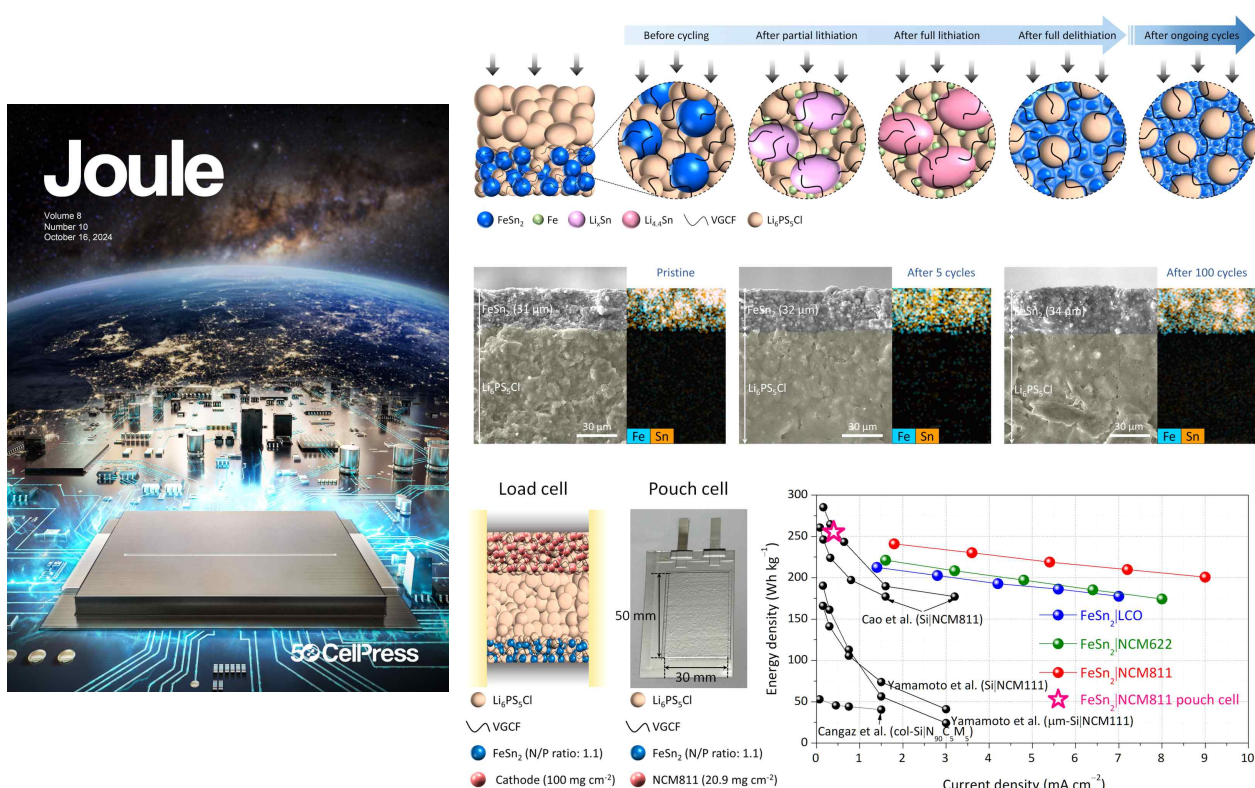 Joule
Volume 8
Number 10
October 16, 2024
50 CellPress
Before cycling
After partial lithiation
After full lithiation
After full delithiation
After ongoing cycles
FeSn₂
Fe
LiₓSn
Li₄.₄Sn
VGCF
Li₆PS₅Cl
Pristine
FeSn₂ (31 μm)
Li₆PS₅Cl
30 μm
Fe
Sn
After 5 cycles
FeSn₂ (32 μm)
Li₆PS₅Cl
30 μm
Fe
Sn
After 100 cycles
FeSn₂ (34 μm)
Li₆PS₅Cl
30 μm
Fe
Sn
Load cell
Li₆PS₅Cl
VGCF
FeSn₂ (N/P ratio: 1.1)
Cathode (100 mg cm⁻²)
Pouch cell
50 mm
30 mm
Li₆PS₅Cl
VGCF
FeSn₂ (N/P ratio: 1.1)
NCM811 (20.9 mg cm⁻²)
Energy density (Wh kg⁻¹)
300
250
200
150
100
50
0
Cao et al. (Si|NCM811)
FeSn₂|LCO
FeSn₂|NCM622
FeSn₂|NCM811
FeSn₂|NCM811 pouch cell
Yamamoto et al. (Si|NCM111)
Yamamoto et al. (μm-Si|NCM111)
Cangaz et al. (col-Si|N₉₀C₅M₅)
0 1 2 3 4 5 6 7 8 9 10
Current density (mA cm⁻²)